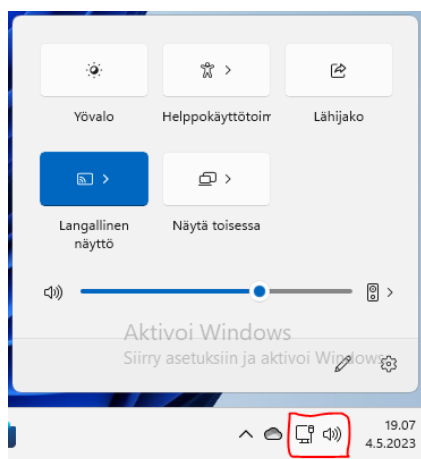 Yövalo
Helppokäyttötoim
Lähijako
Langallinen
näyttö
Näytä toisessa
Aktivoi Windows
Siirry asetuksiin ja aktivoi Windows.
19.07
4.5.2023